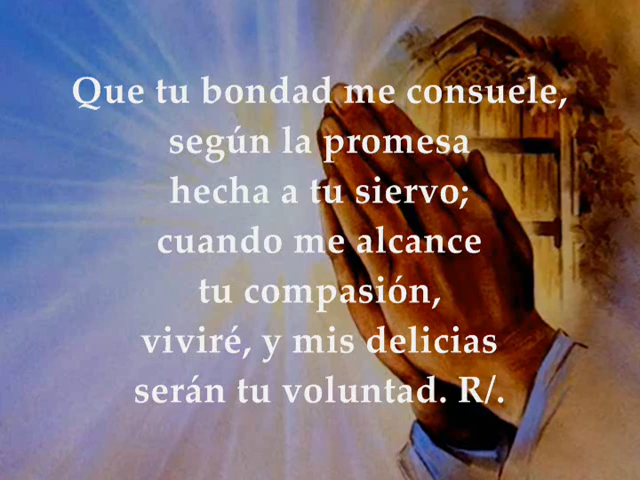 Que tu bondad me consuele,
según la promesa
hecha a tu siervo;
cuando me alcance
tu compasión,
viviré, y mis delicias
serán tu voluntad. R/.